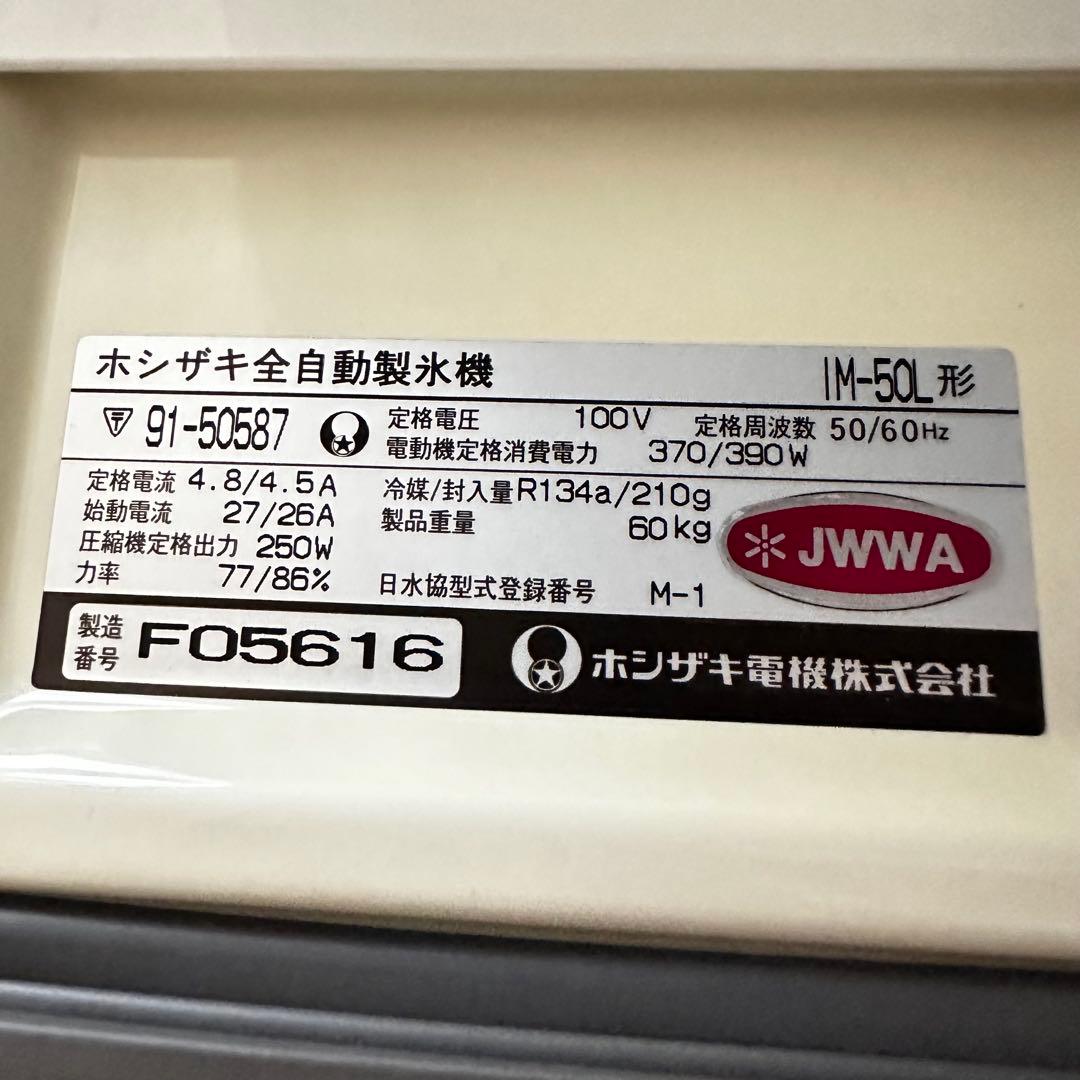 ホシザキ全自動製氷機 IM-50L形
〒 91-50587 定格電圧 100V 定格周波数 50/60Hz
電動機定格消費電力 370/390W
定格電流 4.8/4.5A 冷媒/封入量 R134a/210g
始動電流 27/26A 製品重量 60kg
圧縮機定格出力 250W
力率 77/86% 日水協型式登録番号 M-1
JWWA
製造番号 F05616 ホシザキ電機株式会社